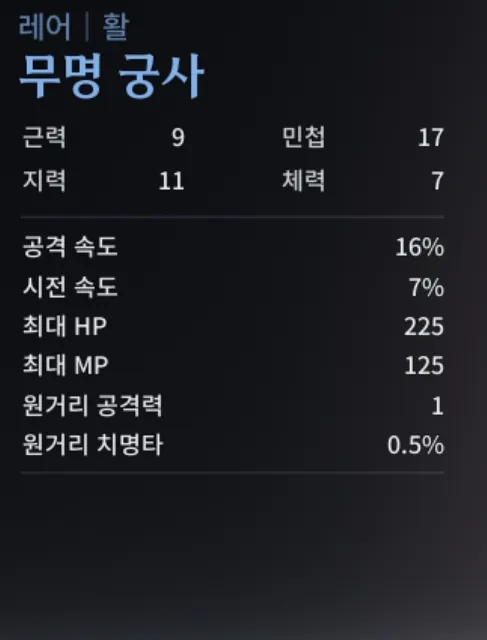 레어 | 활
무명 궁사
근력 9 민첩 17
지력 11 체력 7
공격 속도 16%
시전 속도 7%
최대 HP 225
최대 MP 125
원거리 공격력 1
원거리 치명타 0.5%